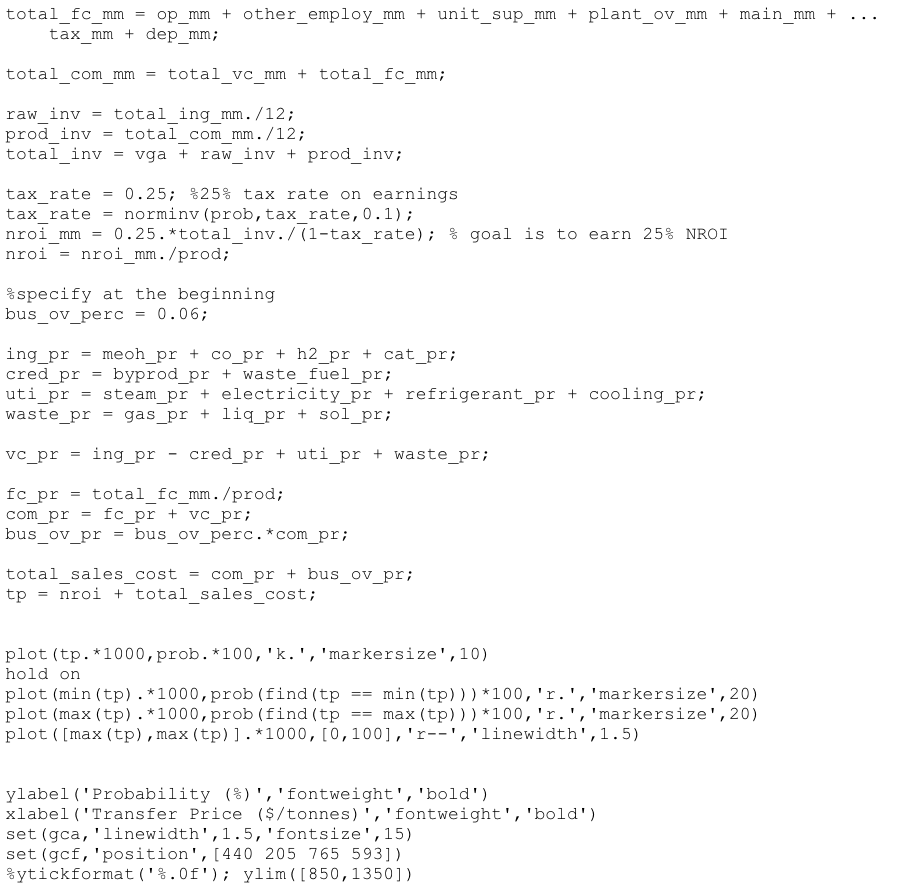 total_fc_mm = op_mm + other_employ_mm + unit_sup_mm + plant_ov_mm + main_mm + ...
    tax_mm + dep_mm;

total_com_mm = total_vc_mm + total_fc_mm;

raw_inv = total_ing_mm./12;
prod_inv = total_com_mm./12;
total_inv = vga + raw_inv + prod_inv;

tax_rate = 0.25; %25% tax rate on earnings
tax_rate = norminv(prob,tax_rate,0.1);
nroi_mm = 0.25.*total_inv./(1-tax_rate); % goal is to earn 25% NROI
nroi = nroi_mm./prod;

%specify at the beginning
bus_ov_perc = 0.06;

ing_pr = meoh_pr + co_pr + h2_pr + cat_pr;
cred_pr = byprod_pr + waste_fuel_pr;
uti_pr = steam_pr + electricity_pr + refrigerant_pr + cooling_pr;
waste_pr = gas_pr + liq_pr + sol_pr;

vc_pr = ing_pr - cred_pr + uti_pr + waste_pr;

fc_pr = total_fc_mm./prod;
com_pr = fc_pr + vc_pr;
bus_ov_pr = bus_ov_perc.*com_pr;

total_sales_cost = com_pr + bus_ov_pr;
tp = nroi + total_sales_cost;


plot(tp.*1000,prob.*100,'k.','markersize',10)
hold on
plot(min(tp).*1000,prob(find(tp == min(tp)))*100,'r.','markersize',20)
plot(max(tp).*1000,prob(find(tp == max(tp)))*100,'r.','markersize',20)
plot([max(tp),max(tp)].*1000,[0,100],'r--','linewidth',1.5)


ylabel('Probability (%)','fontweight','bold')
xlabel('Transfer Price ($/tonnes)','fontweight','bold')
set(gca,'linewidth',1.5,'fontsize',15)
set(gcf,'position',[440 205 765 593])
%ytickformat('%.0f'); ylim([850,1350])